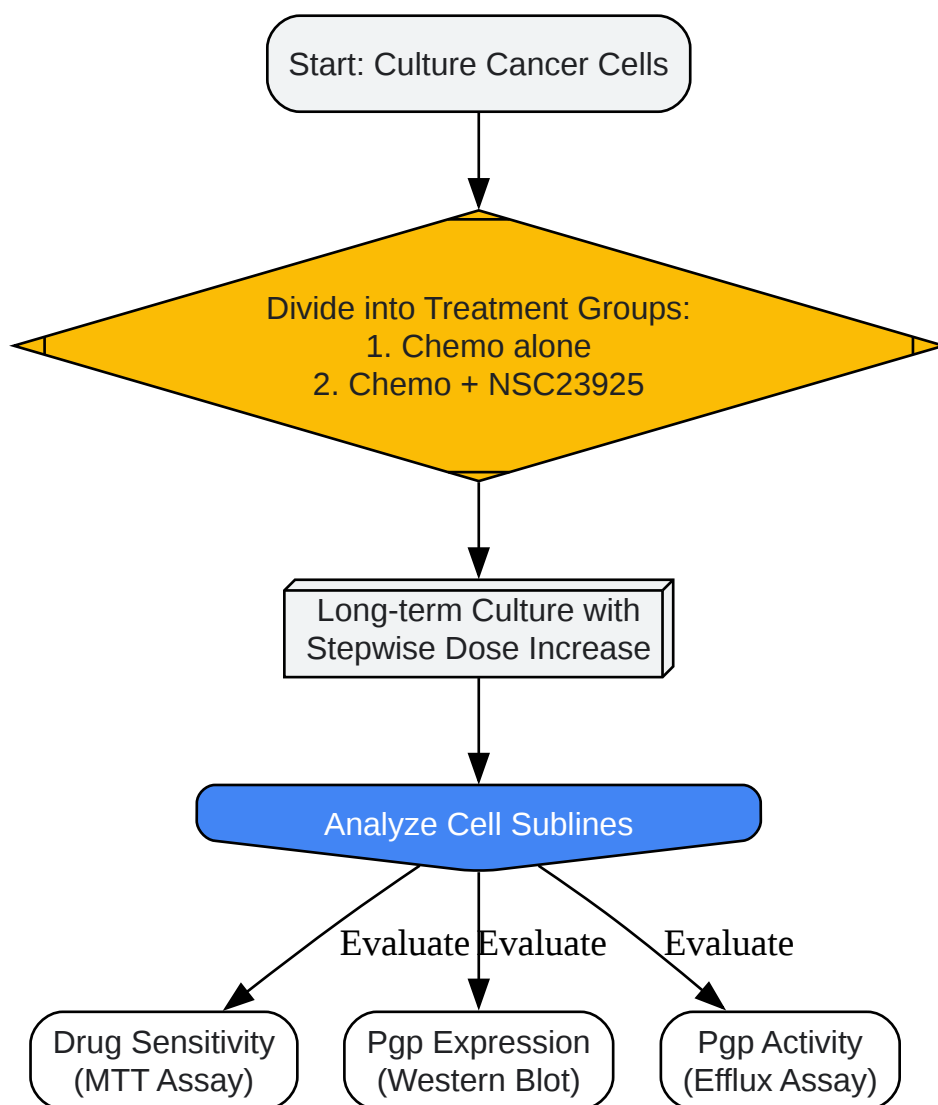 Start: Culture Cancer Cells
Divide into Treatment Groups:
1. Chemo alone
2. Chemo + NSC23925
Long-term Culture with
Stepwise Dose Increase
Analyze Cell Sublines
Evaluate
Evaluate
Evaluate
Drug Sensitivity
(MTT Assay)
Pgp Expression
(Western Blot)
Pgp Activity
(Efflux Assay)